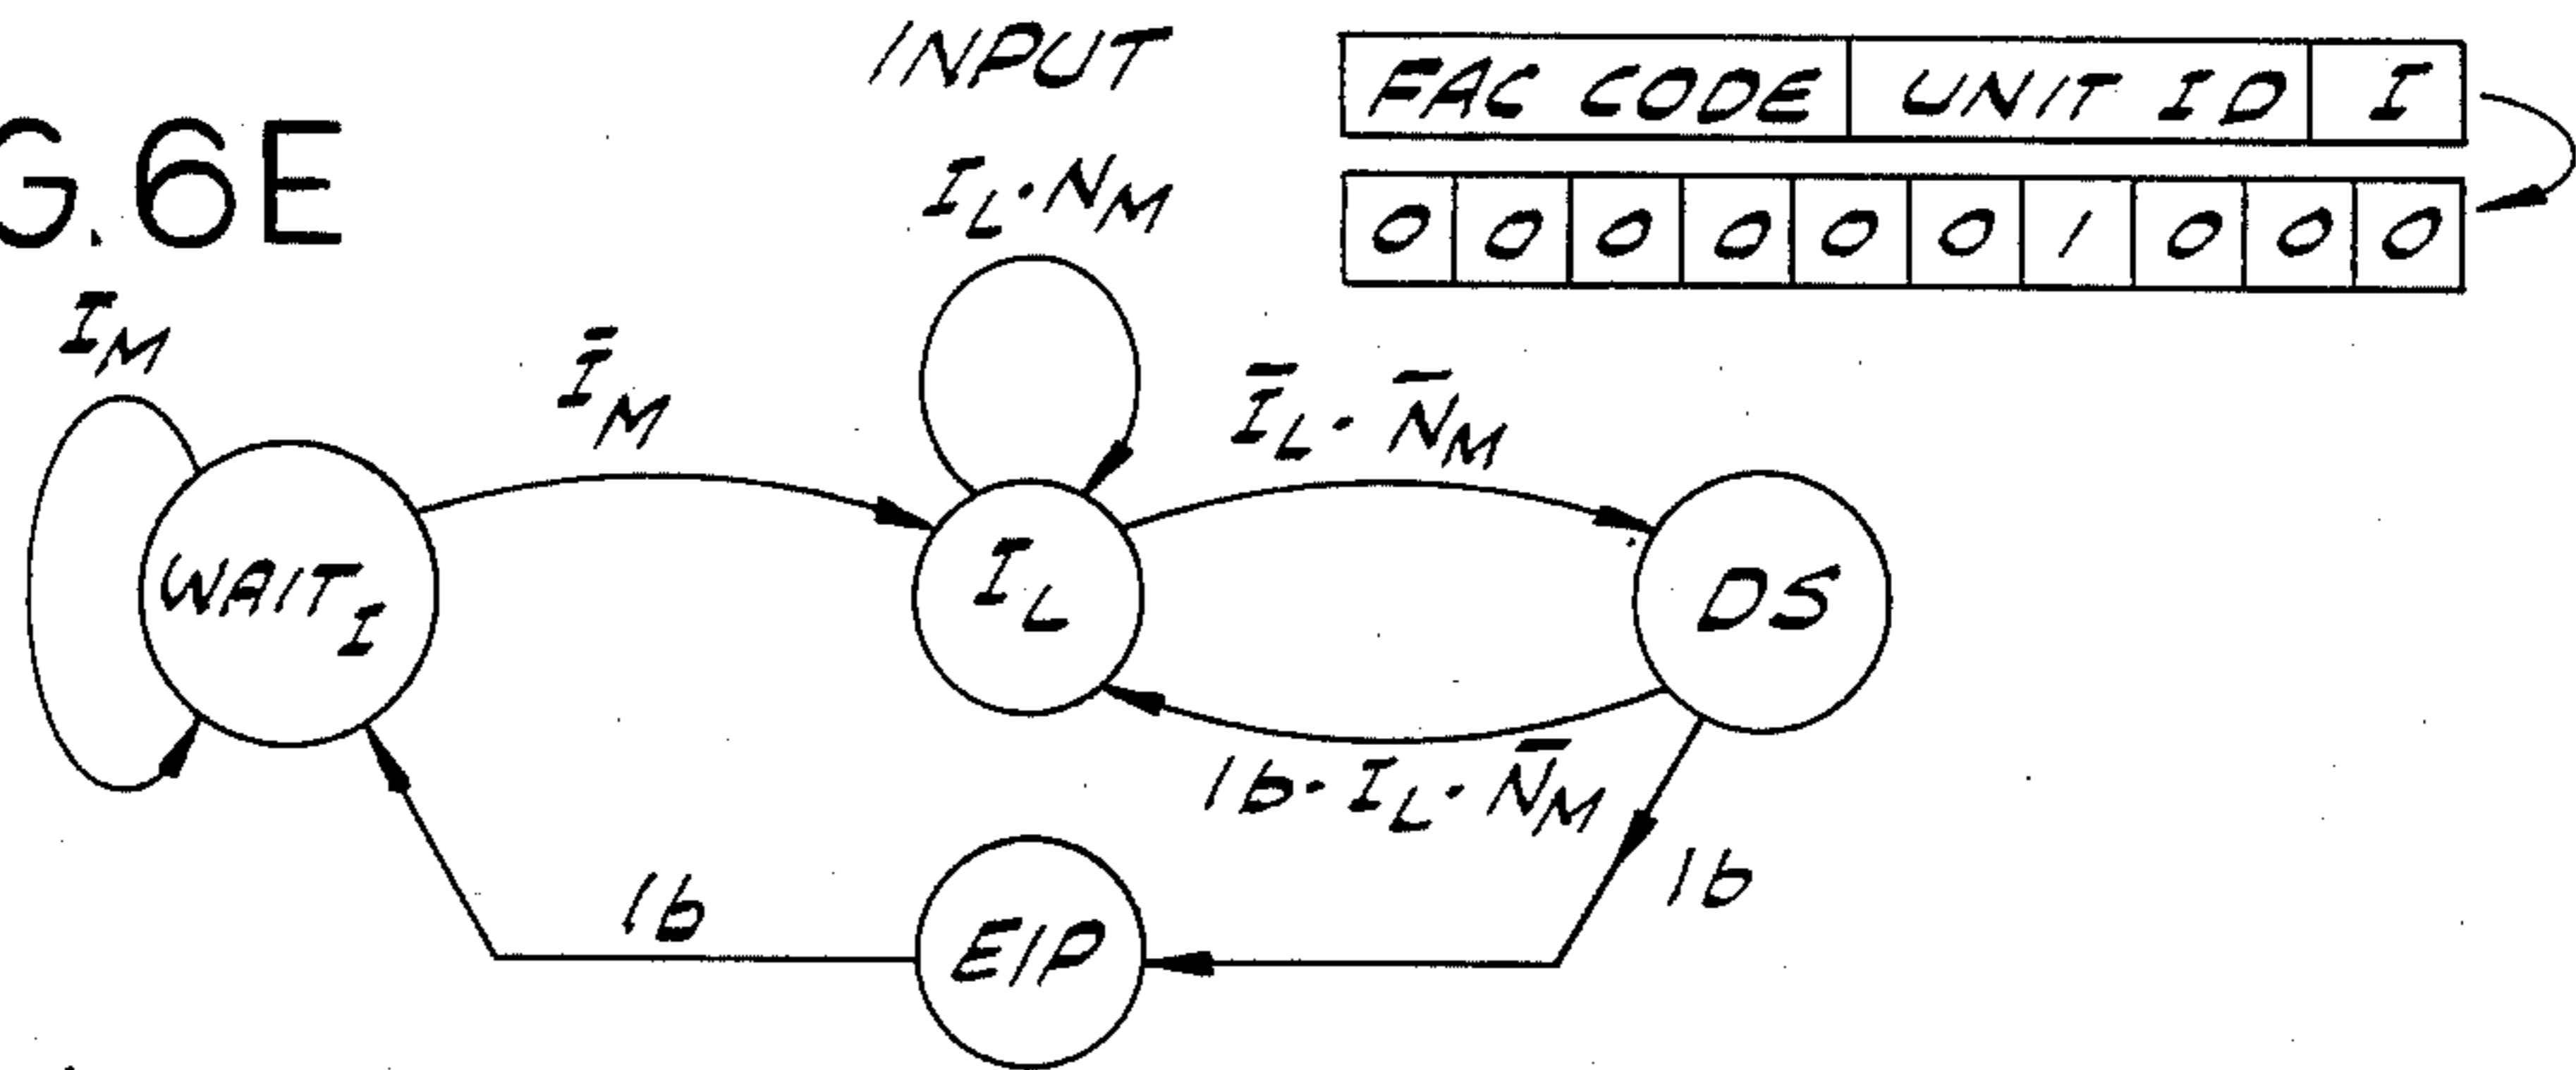 G.6E
INPUT
FAC CODE UNIT ID I
0 0 0 0 0 0 1 0 0 0
I_L·N_M
I_M
Ī_M
Ī_L·N̄_M
WAIT_I
I_L
DS
1b·I_L·N̄_M
1b
1b
EIP